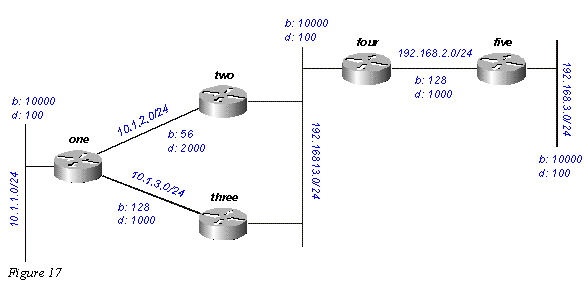 b: 10000
d: 100
four
192.168.2.0/24
five
b: 128
d: 1000
192.168.3.0/24
b: 10000
d: 100
two
10.1.2.0/24
b: 56
d: 2000
192.16813.0/24
b: 10000
d: 100
one
10.1.1.0/24
10.1.3.0/24
b: 128
d: 1000
three
Figure 17